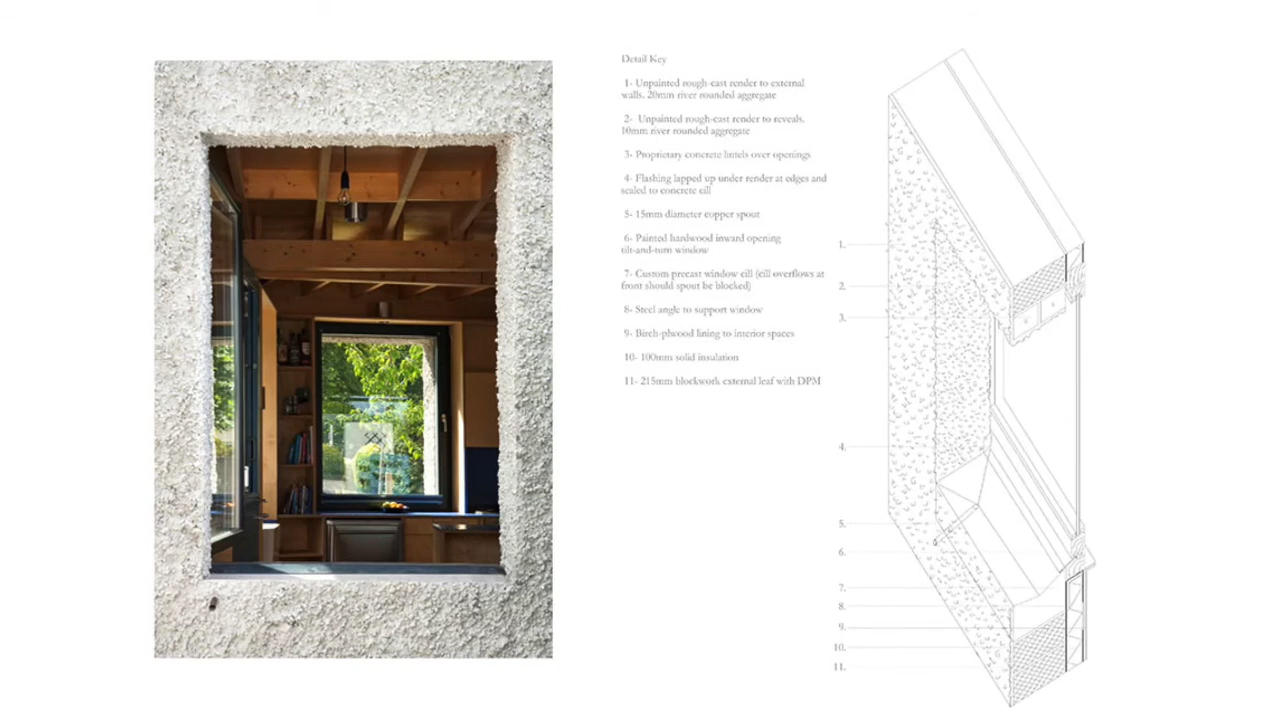 Detail Key
1- Unpainted rough-cast render to external
walls. 20mm river rounded aggregate
2- Unpainted rough-cast render to reveals.
10mm river rounded aggregate
3- Proprietary concrete lintels over openings
4- Flashing lapped up under render at edges and
sealed to concrete cill
5- 15mm diameter copper spout
6- Painted hardwood inward opening
tilt-and-turn window
7- Custom precast window cill (cill overflows at
front should spout be blocked)
8- Steel angle to support window
9- Birch-plwood lining to interior spaces
10- 100mm solid insulation
11- 215mm blockwork external leaf with DPM
1.
2.
3.
4.
5.
6.
7.
8.
9.
10.
11.